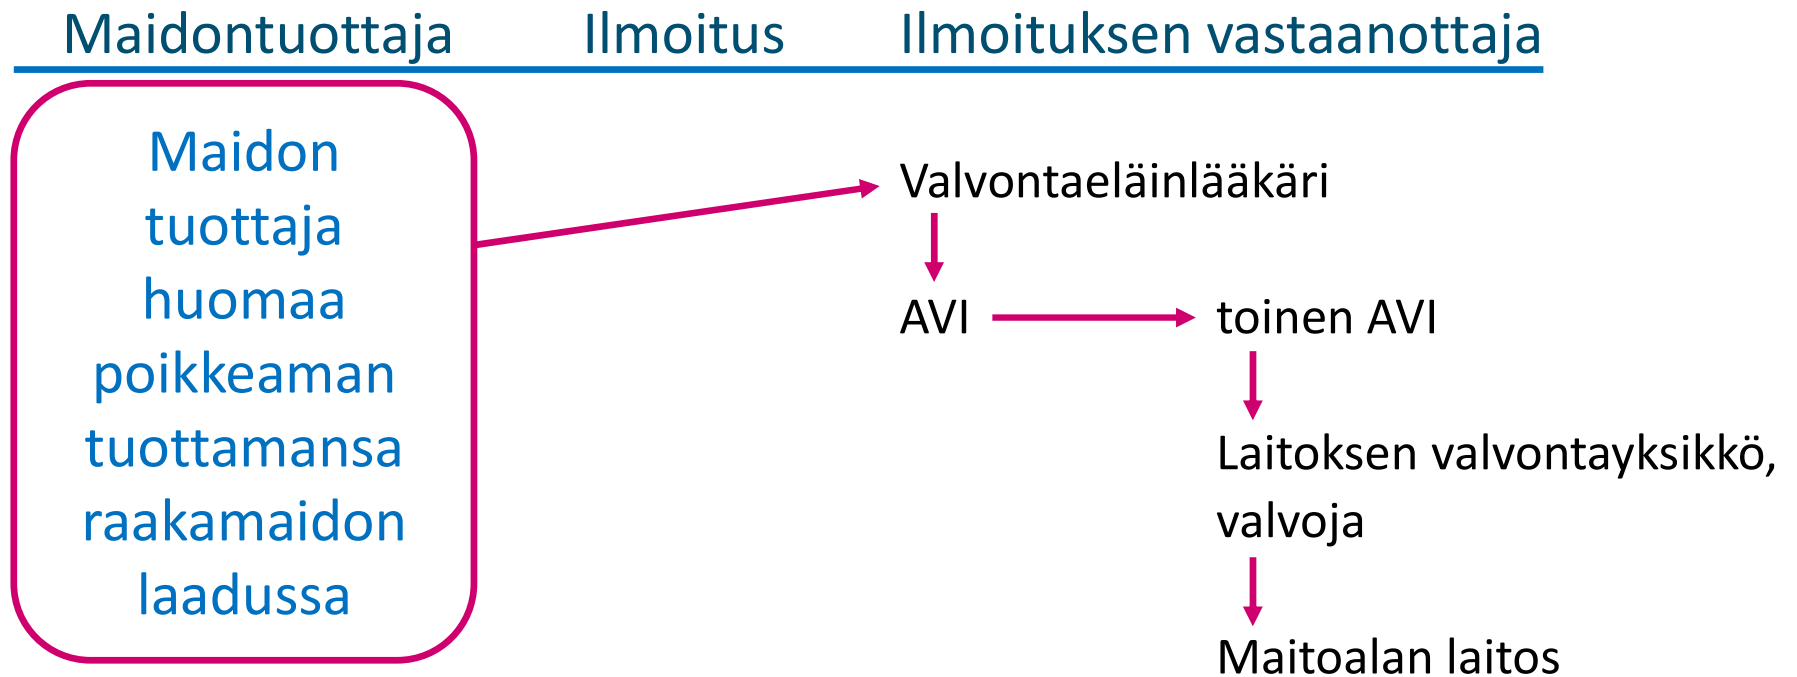 Maidontuottaja Ilmoitus Ilmoituksen vastaanottaja
Maidon
tuottaja
huomaa
poikkeaman
tuottamansa
raakamaidon
laadussa
Valvontaeläinlääkäri
AVI toinen AVI
Laitoksen valvontayksikkö,
valvoja
Maitoalan laitos